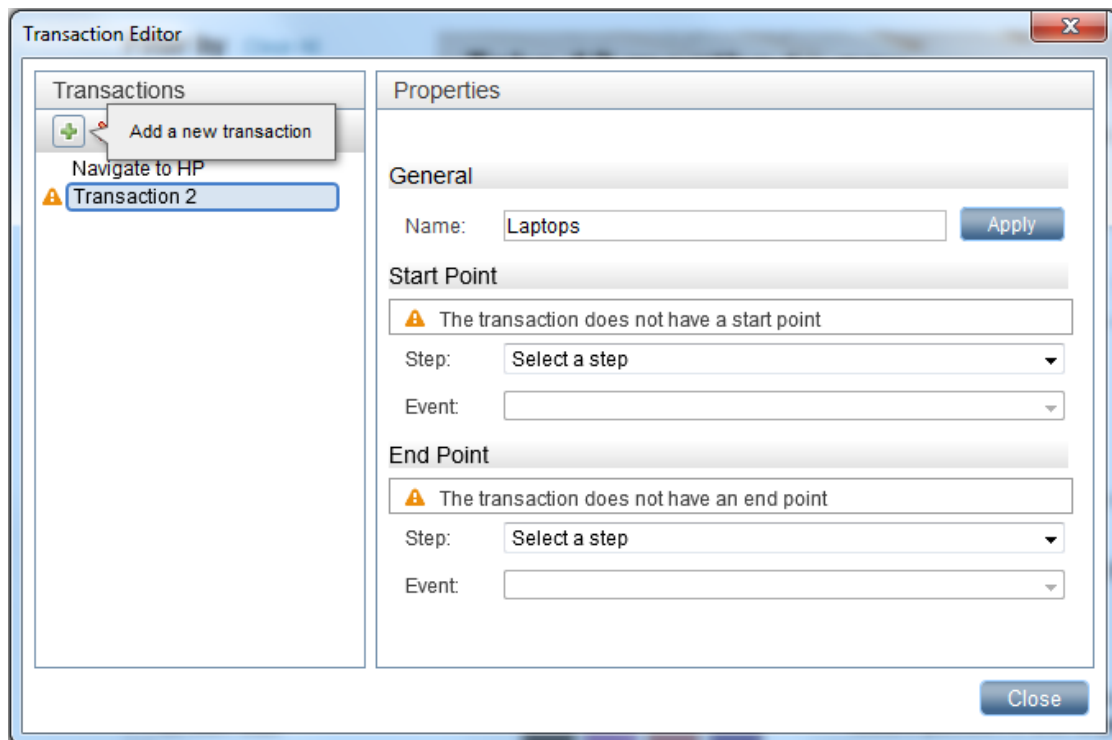 Transaction Editor
Transactions
Add a new transaction
Navigate to HP
Transaction 2
Properties
General
Name: Laptops Apply
Start Point
The transaction does not have a start point
Step: Select a step
Event:
End Point
The transaction does not have an end point
Step: Select a step
Event:
Close